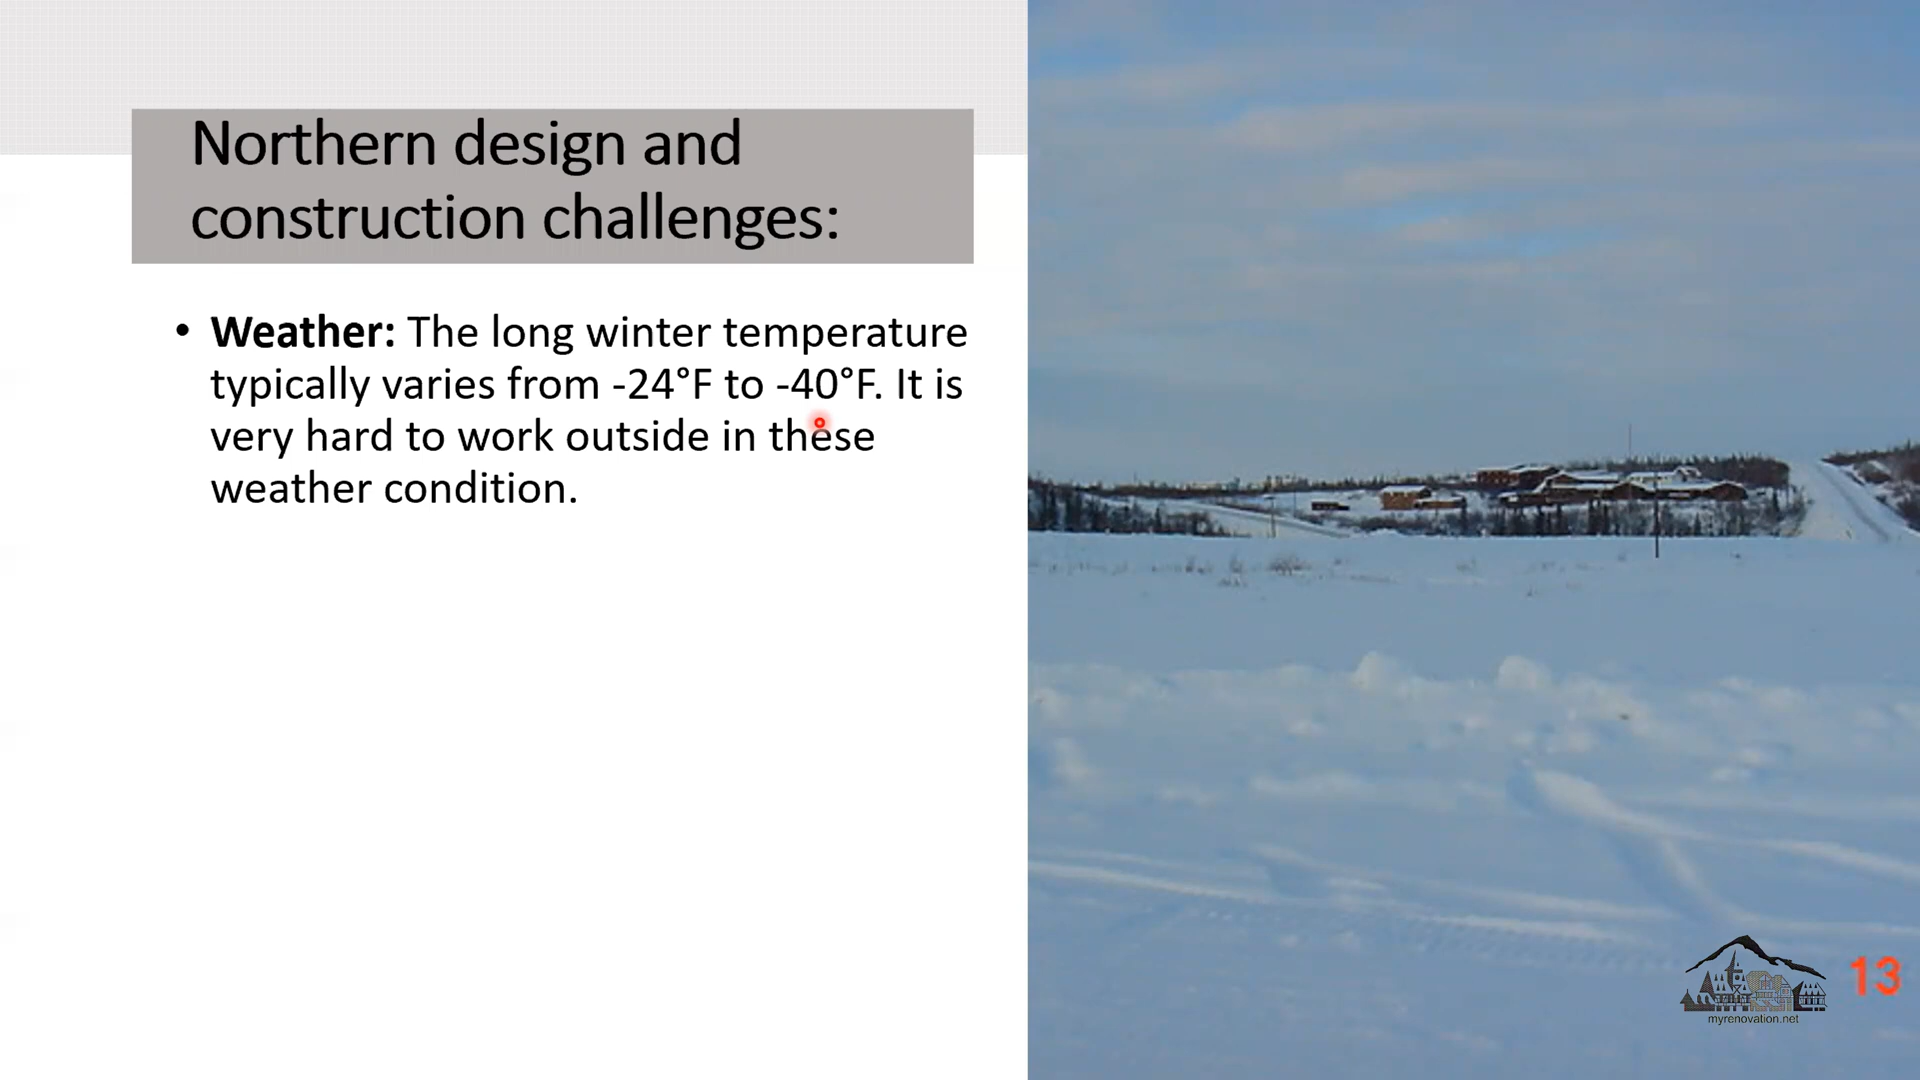 Northern design and
construction challenges:
• Weather: The long winter temperature
typically varies from -24°F to -40°F. It is
very hard to work outside in these
weather condition.
myrenovation.net
13